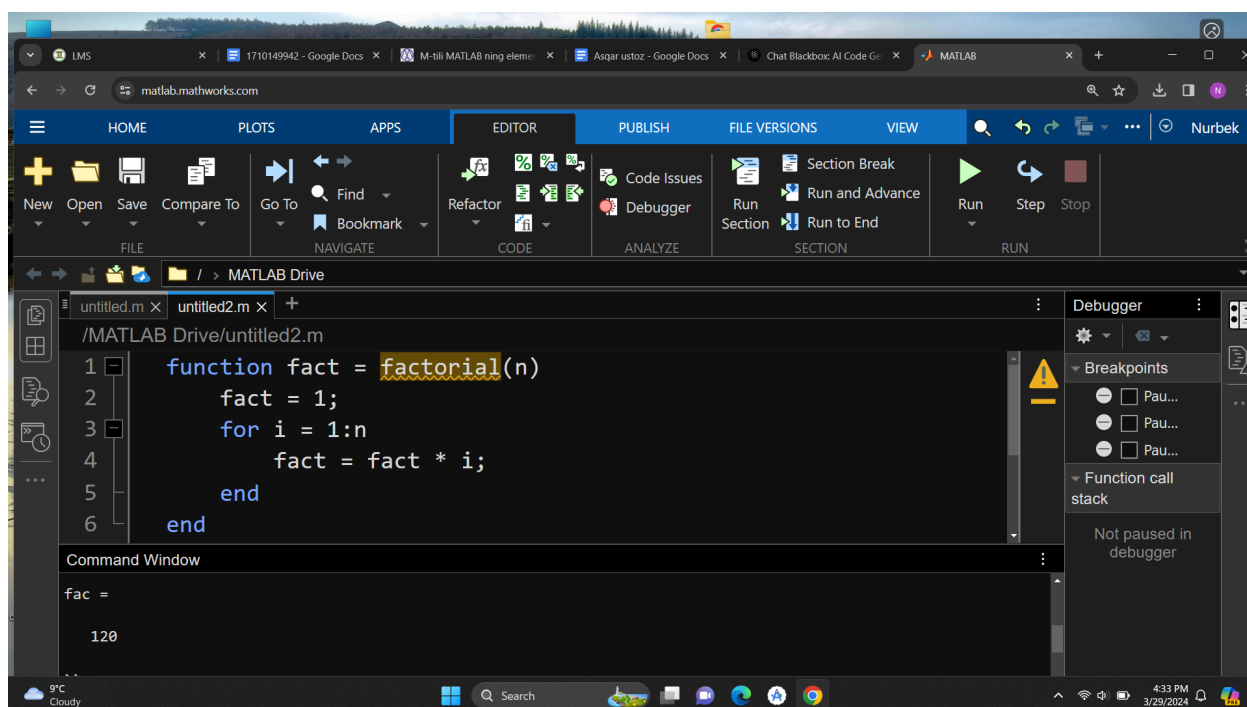 LMS
1710149942 - Google Docs
M-tili MATLAB ning elemen
Asqar ustoz - Google Docs
Chat Blackbox: AI Code Ge
MATLAB
matlab.mathworks.com
N
HOME PLOTS APPS EDITOR PUBLISH FILE VERSIONS VIEW
Nurbek
New Open Save Compare To
Go To
Find
Bookmark
Refactor
Code Issues
Debugger
Run Section
Section Break
Run and Advance
Run to End
Run Step Stop
FILE NAVIGATE CODE ANALYZE SECTION RUN
/ > MATLAB Drive
untitled.m untitled2.m
/MATLAB Drive/untitled2.m
1 function fact = factorial(n)
2 fact = 1;
3 for i = 1:n
4 fact = fact * i;
5 end
6 end
Debugger
Breakpoints
Pau...
Pau...
Pau...
Function call
stack
Not paused in
debugger
Command Window
fac =
120
>>
9°C
Cloudy
Search
4:33 PM
3/29/2024